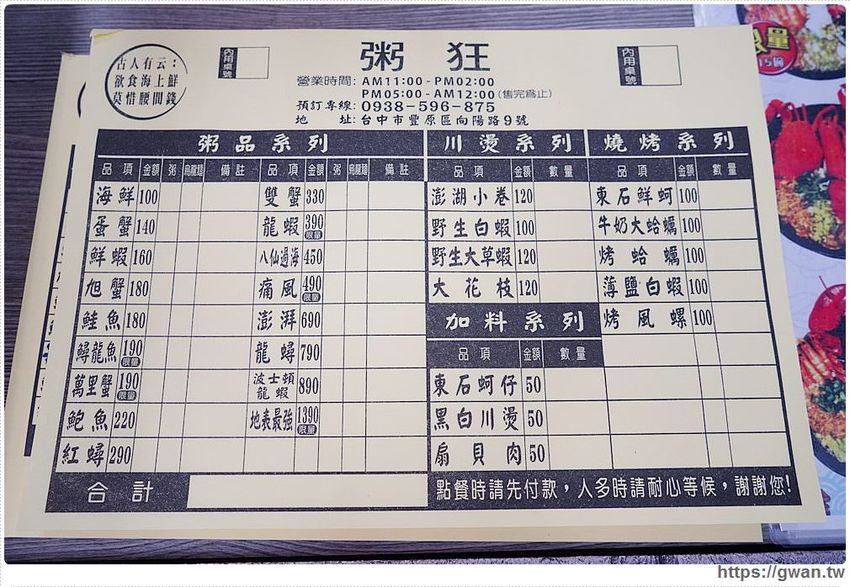 古人有云：
欲食海上鮮
莫惜腰間錢
內用桌號
粥 狂
營業時間: AM11:00 - PM02:00
PM05:00 - AM12:00 (售完為止)
預訂專線: 0938-596-875
地 址: 台中市豐原區向陽路9號
內用桌號
限量
15碗
粥品系列
品項 金額 粥 烏龍麵 備註 品項 金額 粥 烏龍麵 備註
海鮮 100 雙蟹 330
蛋蟹 140 龍蝦 390 限量
鮮蝦 160 八仙過海 450
旭蟹 180 痛風 490 限量
鮭魚 180 澎湃 690
鱘龍魚 190 限量 龍蟳 790
萬里蟹 190 限量 波士頓龍蝦 890
鮑魚 220 地表最強 1390 限量
紅蟳 290
合計
川燙系列
品項 金額 數量
澎湖小卷 120
野生白蝦 100
野生大草蝦 120
大花枝 120
加料系列
品項 金額 數量
東石蚵仔 50
黑白川燙 50
扇貝肉 50
燒烤系列
品項 金額 數量
東石鮮蚵 100
牛奶大蛤蠣 100
烤蛤蠣 100
薄鹽白蝦 100
烤風螺 100
點餐時請先付款，人多時請耐心等候，謝謝您!
https://gwan.tw